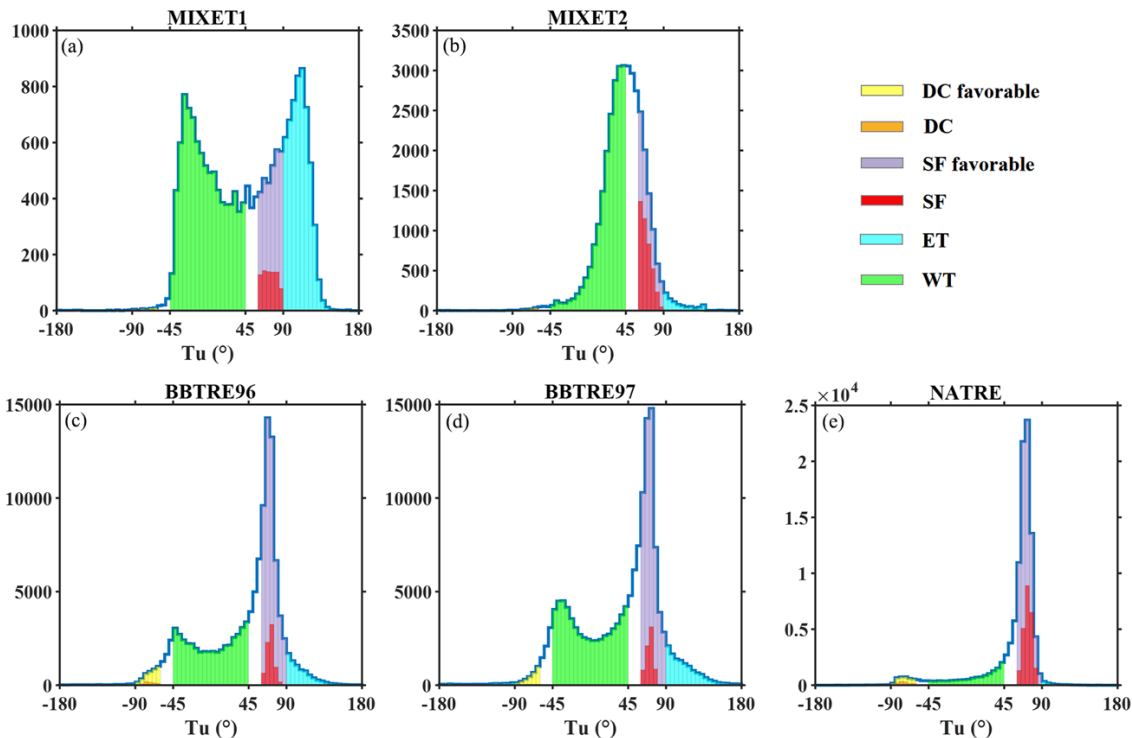 MIXET1
(a)
1000
800
600
400
200
0
-180 -90 -45 45 90 180
Tu (°)
MIXET2
(b)
3500
3000
2500
2000
1500
1000
500
0
-180 -90 -45 45 90 180
Tu (°)
DC favorable
DC
SF favorable
SF
ET
WT
BBTRE96
(c)
15000
10000
5000
0
-180 -90 -45 45 90 180
Tu (°)
BBTRE97
(d)
15000
10000
5000
0
-180 -90 -45 45 90 180
Tu (°)
NATRE
×10^4
(e)
2.5
2
1.5
1
0.5
0
-180 -90 -45 45 90 180
Tu (°)